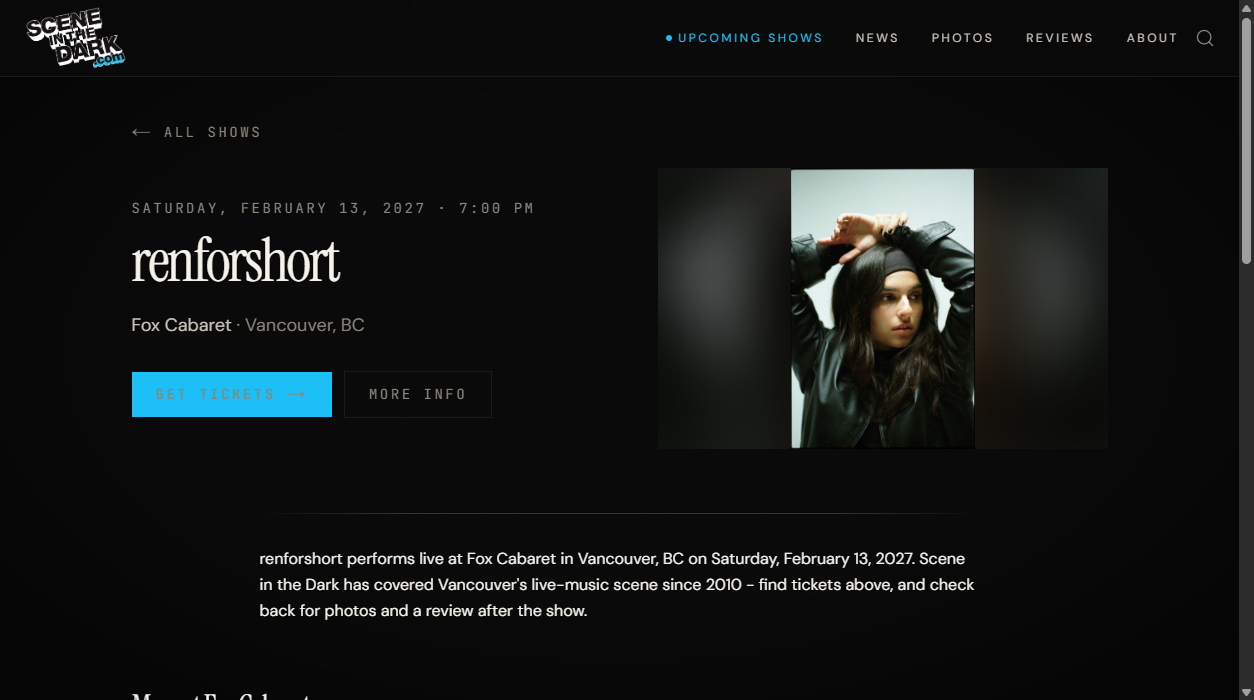 SCENE
IN THE
DARK
.com
UPCOMING SHOWS
NEWS
PHOTOS
REVIEWS
ABOUT
← ALL SHOWS
SATURDAY, FEBRUARY 13, 2027 · 7:00 PM
renforshort
Fox Cabaret · Vancouver, BC
GET TICKETS →
MORE INFO
renforshort performs live at Fox Cabaret in Vancouver, BC on Saturday, February 13, 2027. Scene
in the Dark has covered Vancouver's live-music scene since 2010 – find tickets above, and check
back for photos and a review after the show.